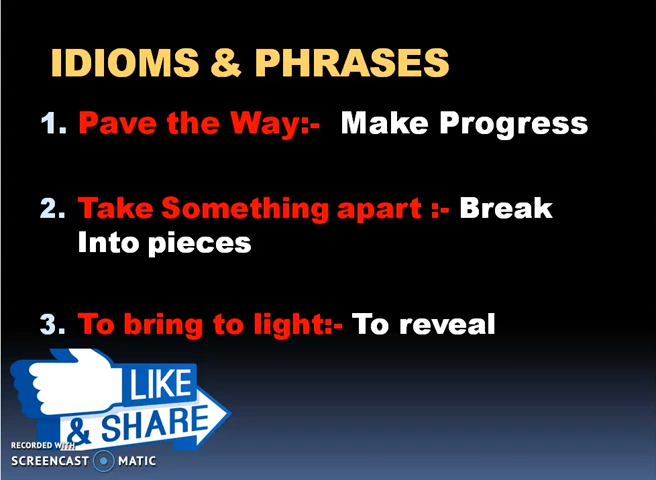 IDIOMS & PHRASES
1. Pave the Way:- Make Progress
2. Take Something apart :- Break
Into pieces
3. To bring to light:- To reveal
LIKE
& SHARE
RECORDED WITH
SCREENCAST MATIC